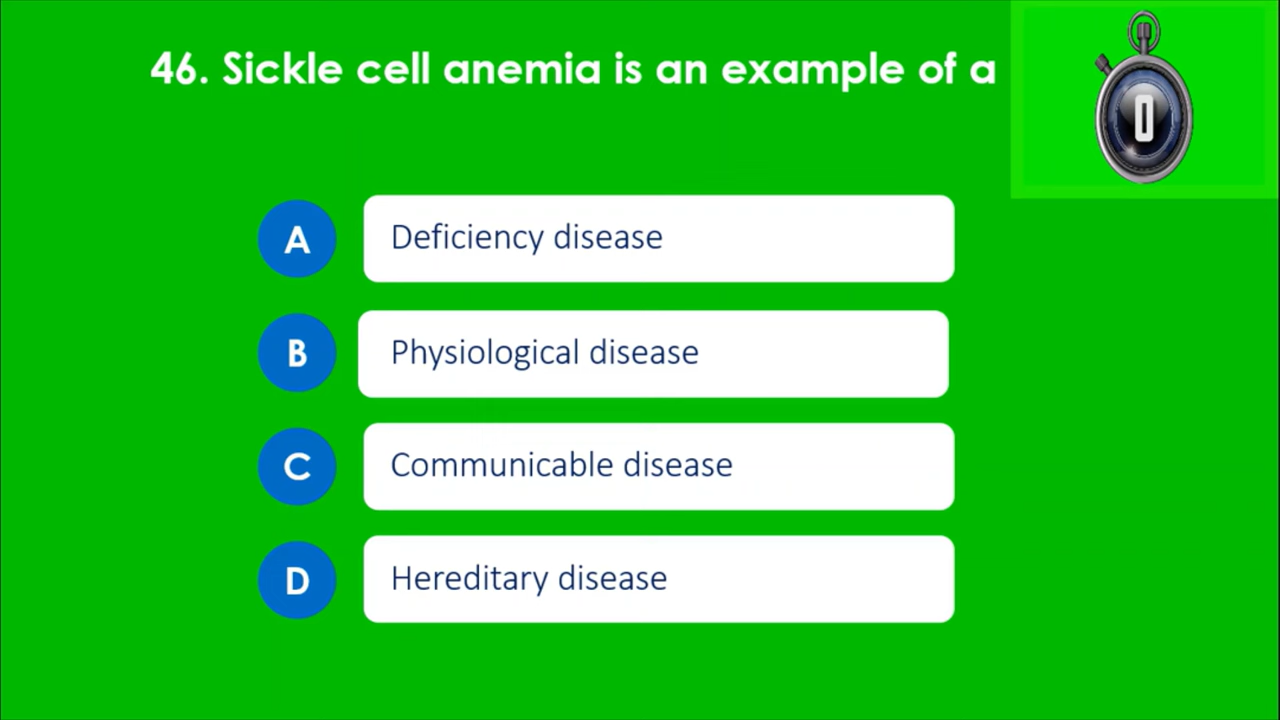 46. Sickle cell anemia is an example of a
0
A
Deficiency disease
B
Physiological disease
C
Communicable disease
D
Hereditary disease